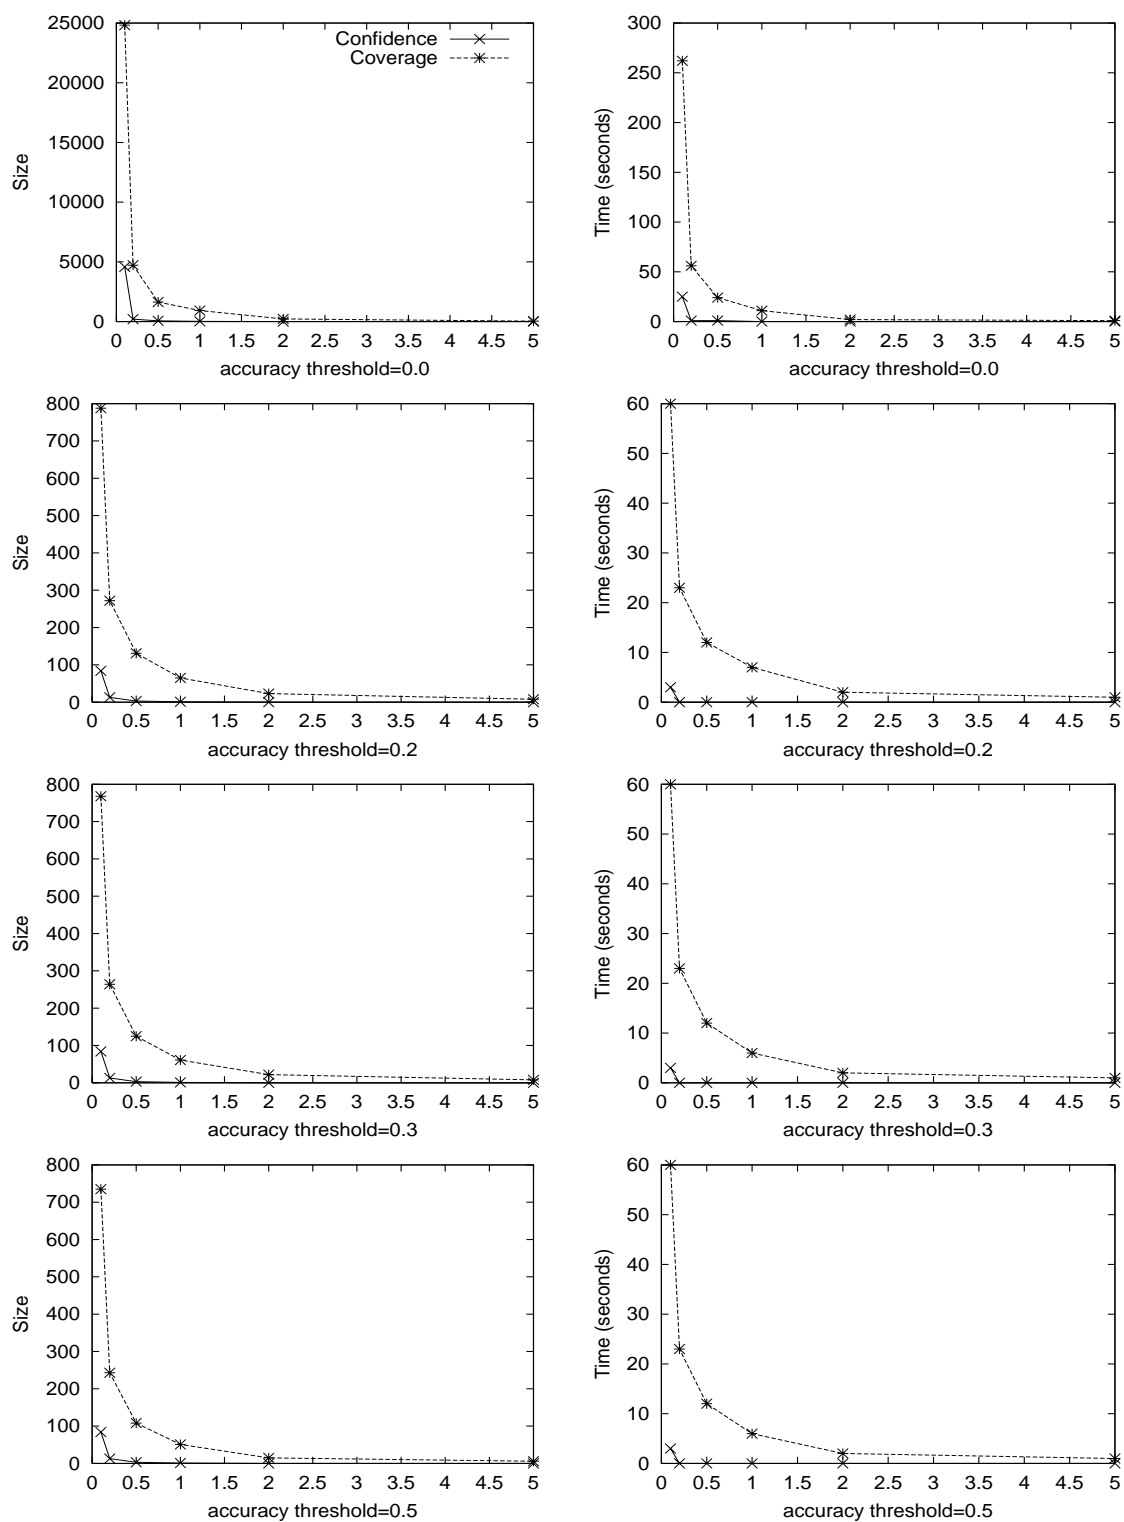 25000
20000
15000
10000
5000
0
Size
Confidence
Coverage
0 0.5 1 1.5 2 2.5 3 3.5 4 4.5 5
accuracy threshold=0.0
300
250
200
150
100
50
0
Time (seconds)
0 0.5 1 1.5 2 2.5 3 3.5 4 4.5 5
accuracy threshold=0.0
800
700
600
500
400
300
200
100
0
Size
0 0.5 1 1.5 2 2.5 3 3.5 4 4.5 5
accuracy threshold=0.2
60
50
40
30
20
10
0
Time (seconds)
0 0.5 1 1.5 2 2.5 3 3.5 4 4.5 5
accuracy threshold=0.2
800
700
600
500
400
300
200
100
0
Size
0 0.5 1 1.5 2 2.5 3 3.5 4 4.5 5
accuracy threshold=0.3
60
50
40
30
20
10
0
Time (seconds)
0 0.5 1 1.5 2 2.5 3 3.5 4 4.5 5
accuracy threshold=0.3
800
700
600
500
400
300
200
100
0
Size
0 0.5 1 1.5 2 2.5 3 3.5 4 4.5 5
accuracy threshold=0.5
60
50
40
30
20
10
0
Time (seconds)
0 0.5 1 1.5 2 2.5 3 3.5 4 4.5 5
accuracy threshold=0.5